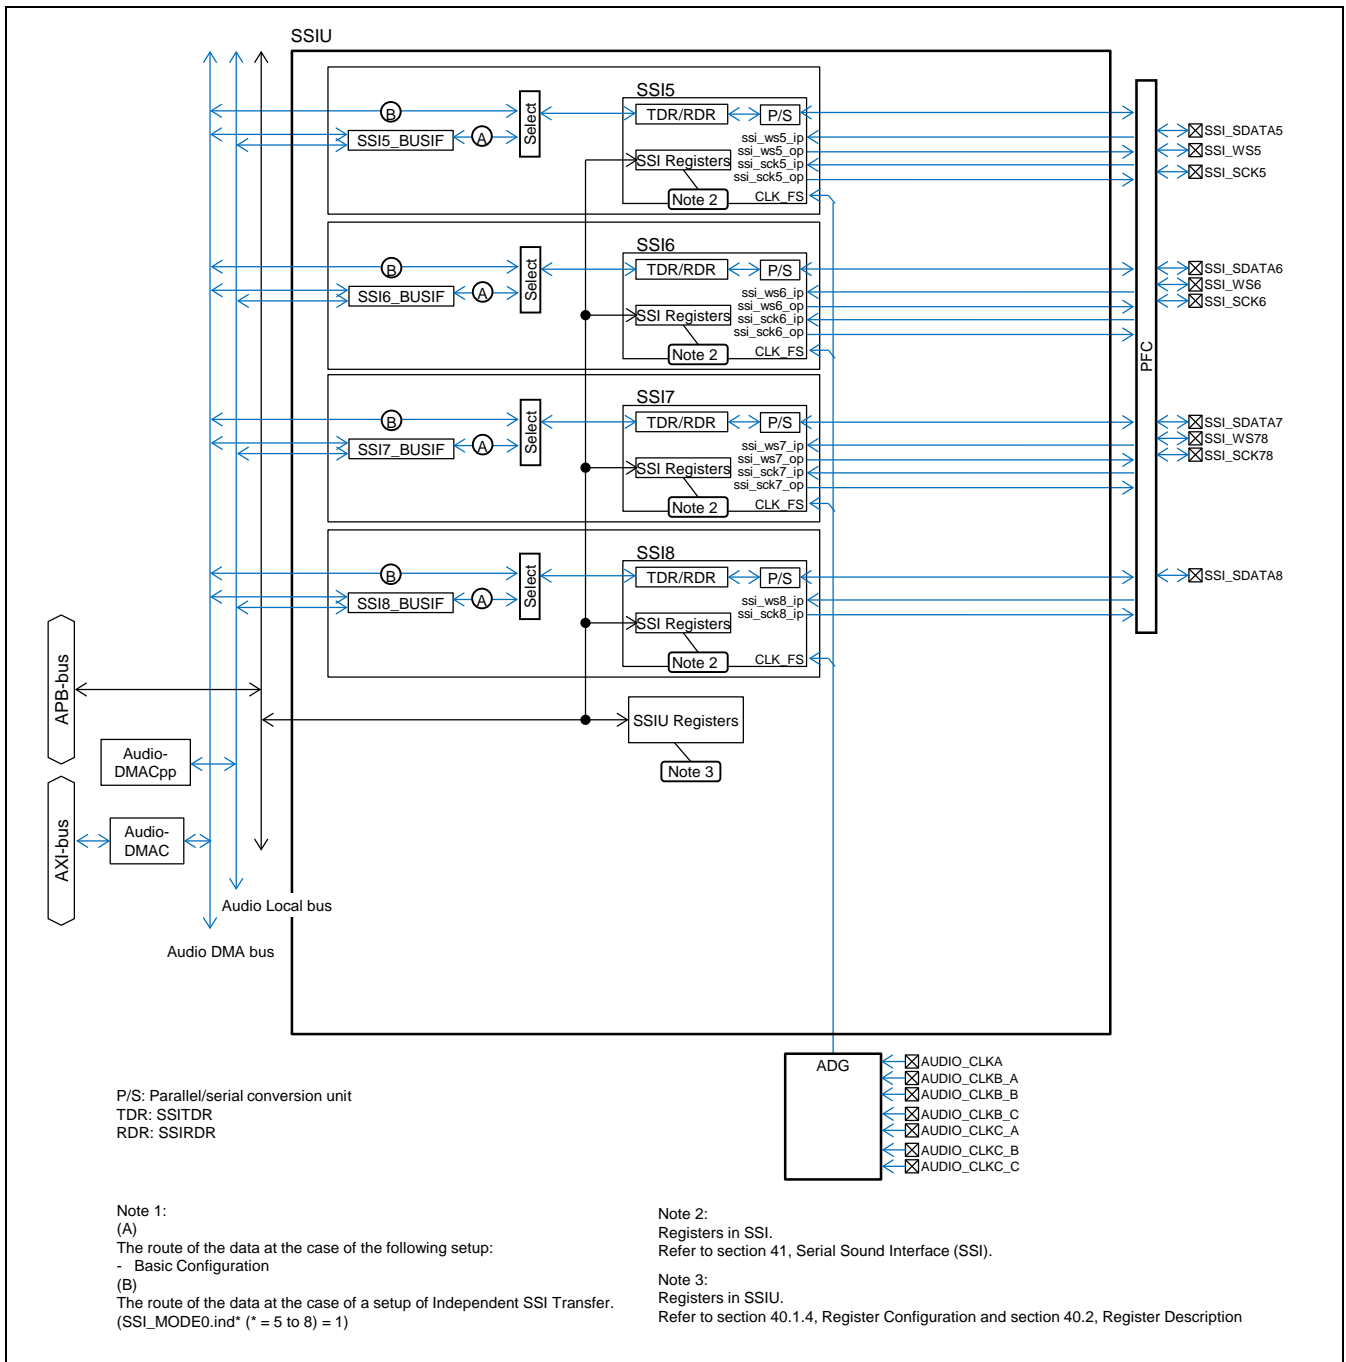 SSIU
SSI5
B
Select
TDR/RDR
P/S
SSI_SDATA5
SSI5_BUSIF
A
ssi_ws5_ip
SSI_WS5
ssi_ws5_op
SSI Registers
ssi_sck5_ip
SSI_SCK5
ssi_sck5_op
Note 2
CLK_FS
SSI6
B
Select
TDR/RDR
P/S
SSI_SDATA6
SSI6_BUSIF
A
ssi_ws6_ip
SSI_WS6
ssi_ws6_op
SSI_SCK6
SSI Registers
ssi_sck6_ip
ssi_sck6_op
Note 2
CLK_FS
PFC
SSI7
B
Select
TDR/RDR
P/S
SSI_SDATA7
SSI7_BUSIF
A
ssi_ws7_ip
SSI_WS78
ssi_ws7_op
SSI_SCK78
SSI Registers
ssi_sck7_ip
ssi_sck7_op
Note 2
CLK_FS
SSI8
B
Select
TDR/RDR
P/S
SSI_SDATA8
SSI8_BUSIF
A
ssi_ws8_ip
ssi_sck8_ip
SSI Registers
Note 2
CLK_FS
APB-bus
SSIU Registers
Note 3
Audio-
DMACpp
AXI-bus
Audio-
DMAC
Audio Local bus
Audio DMA bus
ADG
AUDIO_CLKA
AUDIO_CLKB_A
AUDIO_CLKB_B
AUDIO_CLKB_C
AUDIO_CLKC_A
AUDIO_CLKC_B
AUDIO_CLKC_C
P/S: Parallel/serial conversion unit
TDR: SSITDR
RDR: SSIRDR
Note 1:
(A)
The route of the data at the case of the following setup:
- Basic Configuration
(B)
The route of the data at the case of a setup of Independent SSI Transfer.
(SSI_MODE0.ind* (* = 5 to 8) = 1)
Note 2:
Registers in SSI.
Refer to section 41, Serial Sound Interface (SSI).
Note 3:
Registers in SSIU.
Refer to section 40.1.4, Register Configuration and section 40.2, Register Description